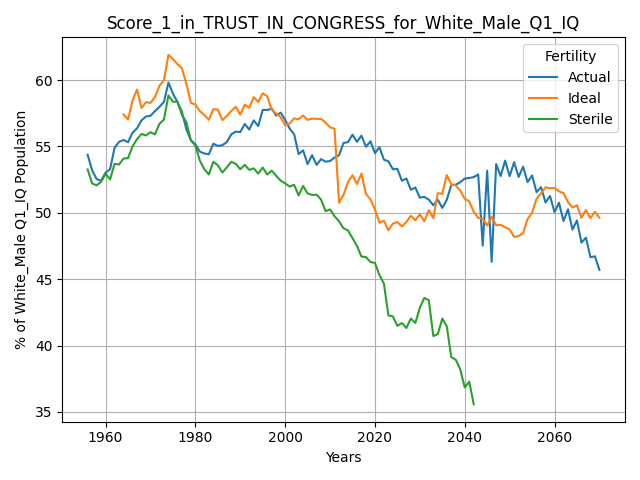 Score_1_in_TRUST_IN_CONGRESS_for_White_Male_Q1_IQ
Fertility
Actual
Ideal
Sterile
% of White_Male Q1_IQ Population
60
55
50
45
40
35
1960
1980
2000
2020
2040
2060
Years